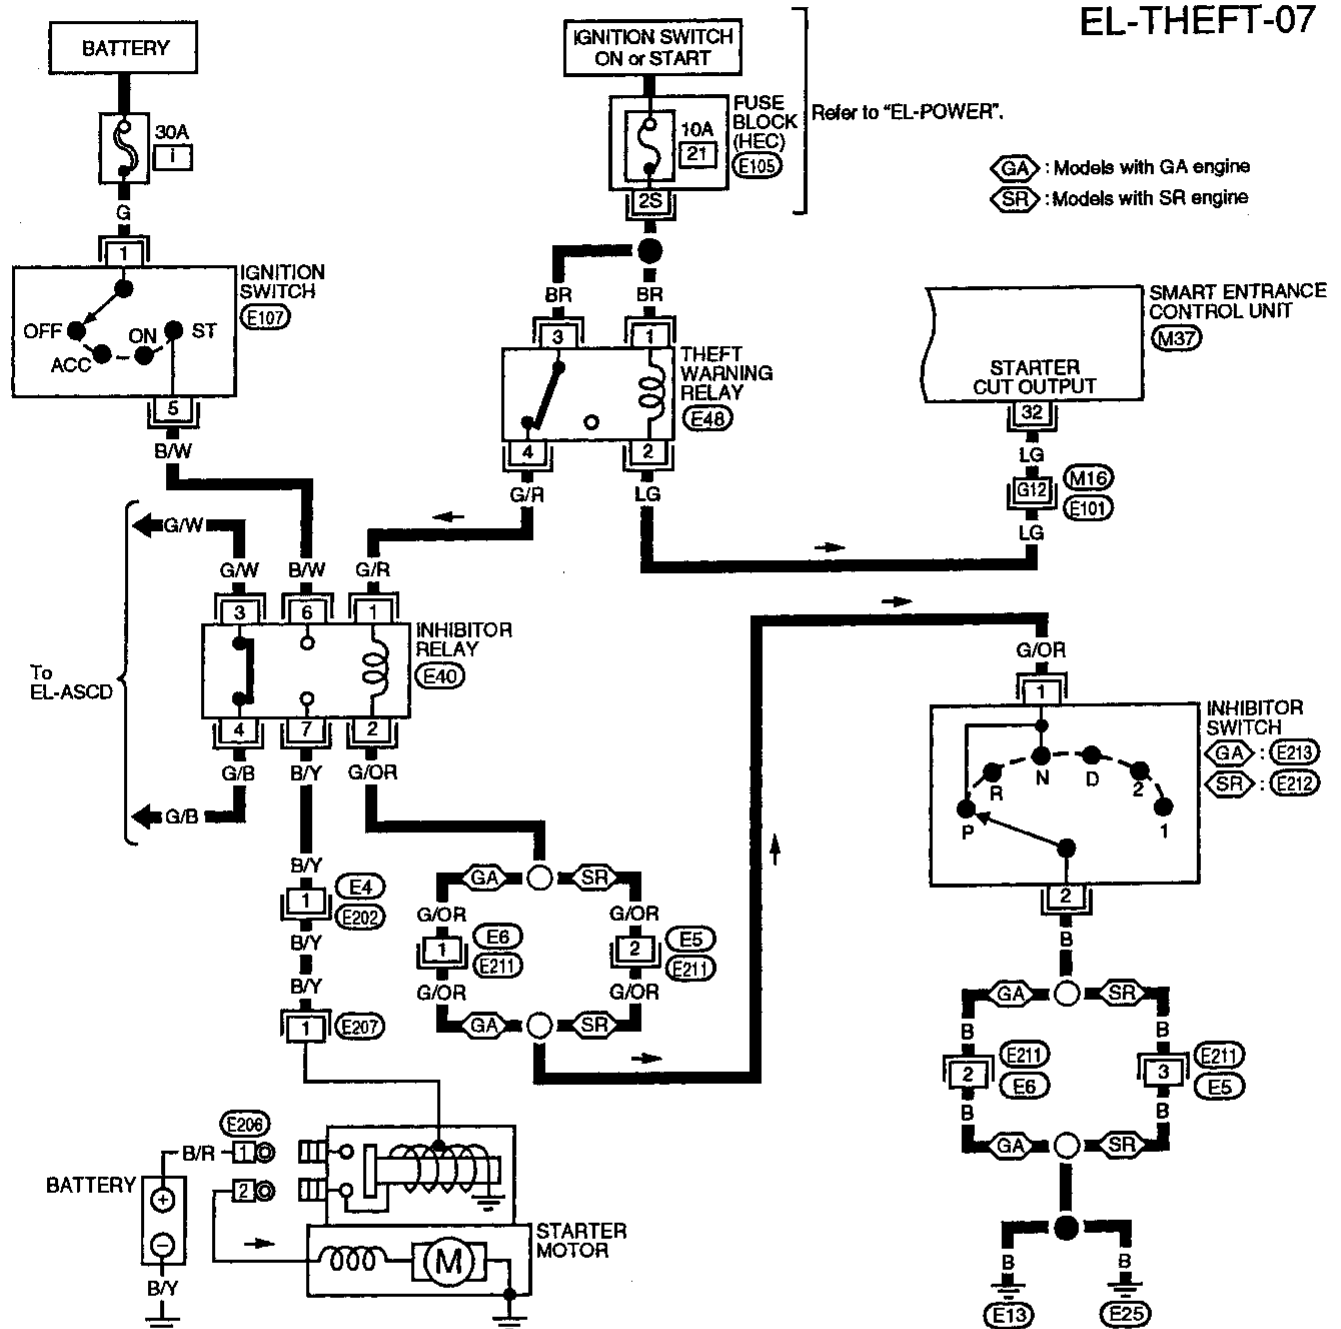 EL-THEFT-07
BATTERY
30A
i
G
1
IGNITION
SWITCH
E107
OFF
ACC
ON
ST
5
B/W
IGNITION SWITCH
ON or START
FUSE
BLOCK
(HEC)
E105
10A
21
2S
Refer to "EL-POWER".
GA : Models with GA engine
SR : Models with SR engine
BR
BR
3
1
THEFT
WARNING
RELAY
E48
4
2
G/R
LG
SMART ENTRANCE
CONTROL UNIT
M37
STARTER
CUT OUTPUT
32
LG
G12
M16
E101
LG
G/W
G/W
B/W
G/R
3
6
1
INHIBITOR
RELAY
E40
To
EL-ASCD
4
7
2
G/B
B/Y
G/OR
G/B
B/Y
1
E4
E202
B/Y
B/Y
1
E207
GA
SR
G/OR
G/OR
1
E6
E211
2
E5
E211
G/OR
G/OR
GA
SR
G/OR
1
INHIBITOR
SWITCH
GA : E213
SR : E212
P
R
N
D
2
1
2
B
GA
SR
B
B
2
E211
E6
3
E211
E5
B
B
GA
SR
B
B
E13
E25
E206
B/R
1
2
BATTERY
+
−
B/Y
M
STARTER
MOTOR